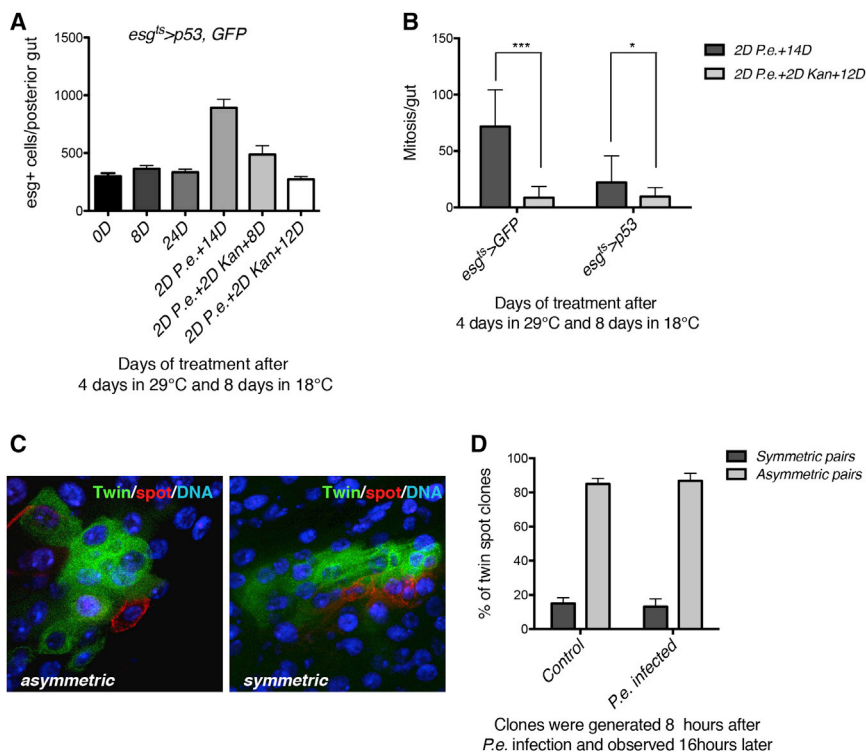 A
esg^ts>p53, GFP
1500
1000
500
0
esg+ cells/posterior gut
0D
8D
24D
2D P.e.+14D
2D P.e.+2D Kan+8D
2D P.e.+2D Kan+12D
Days of treatment after
4 days in 29°C and 8 days in 18°C
B
***
*
2D P.e.+14D
2D P.e.+2D Kan+12D
150
100
50
0
Mitosis/gut
esg^ts>GFP
esg^ts>p53
Days of treatment after
4 days in 29°C and 8 days in 18°C
C
Twin/spot/DNA
asymmetric
Twin/spot/DNA
symmetric
D
Symmetric pairs
Asymmetric pairs
100
80
60
40
20
0
% of twin spot clones
Control
P.e. infected
Clones were generated 8 hours after
P.e. infection and observed 16hours later